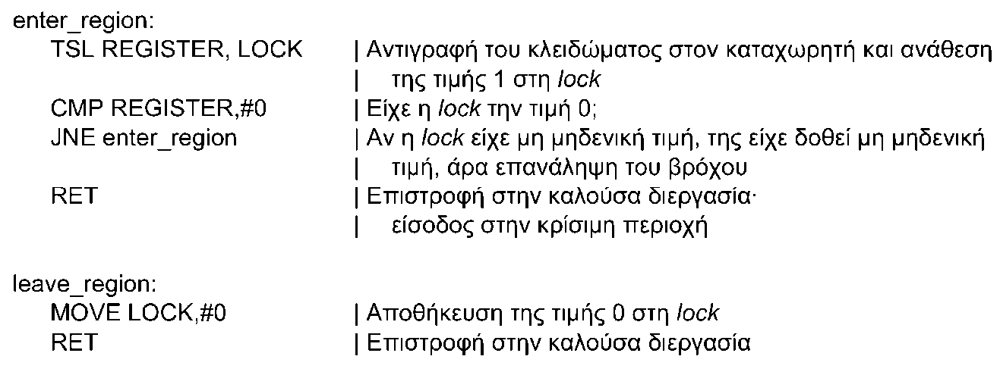 enter_region:
TSL REGISTER, LOCK | Αντιγραφή του κλειδώματος στον καταχωρητή και ανάθεση
| της τιμής 1 στη lock
CMP REGISTER,#0 | Είχε η lock την τιμή 0;
JNE enter_region | Αν η lock είχε μη μηδενική τιμή, της είχε δοθεί μη μηδενική
| τιμή, άρα επανάληψη του βρόχου
RET | Επιστροφή στην καλούσα διεργασία·
| είσοδος στην κρίσιμη περιοχή
leave_region:
MOVE LOCK,#0 | Αποθήκευση της τιμής 0 στη lock
RET | Επιστροφή στην καλούσα διεργασία